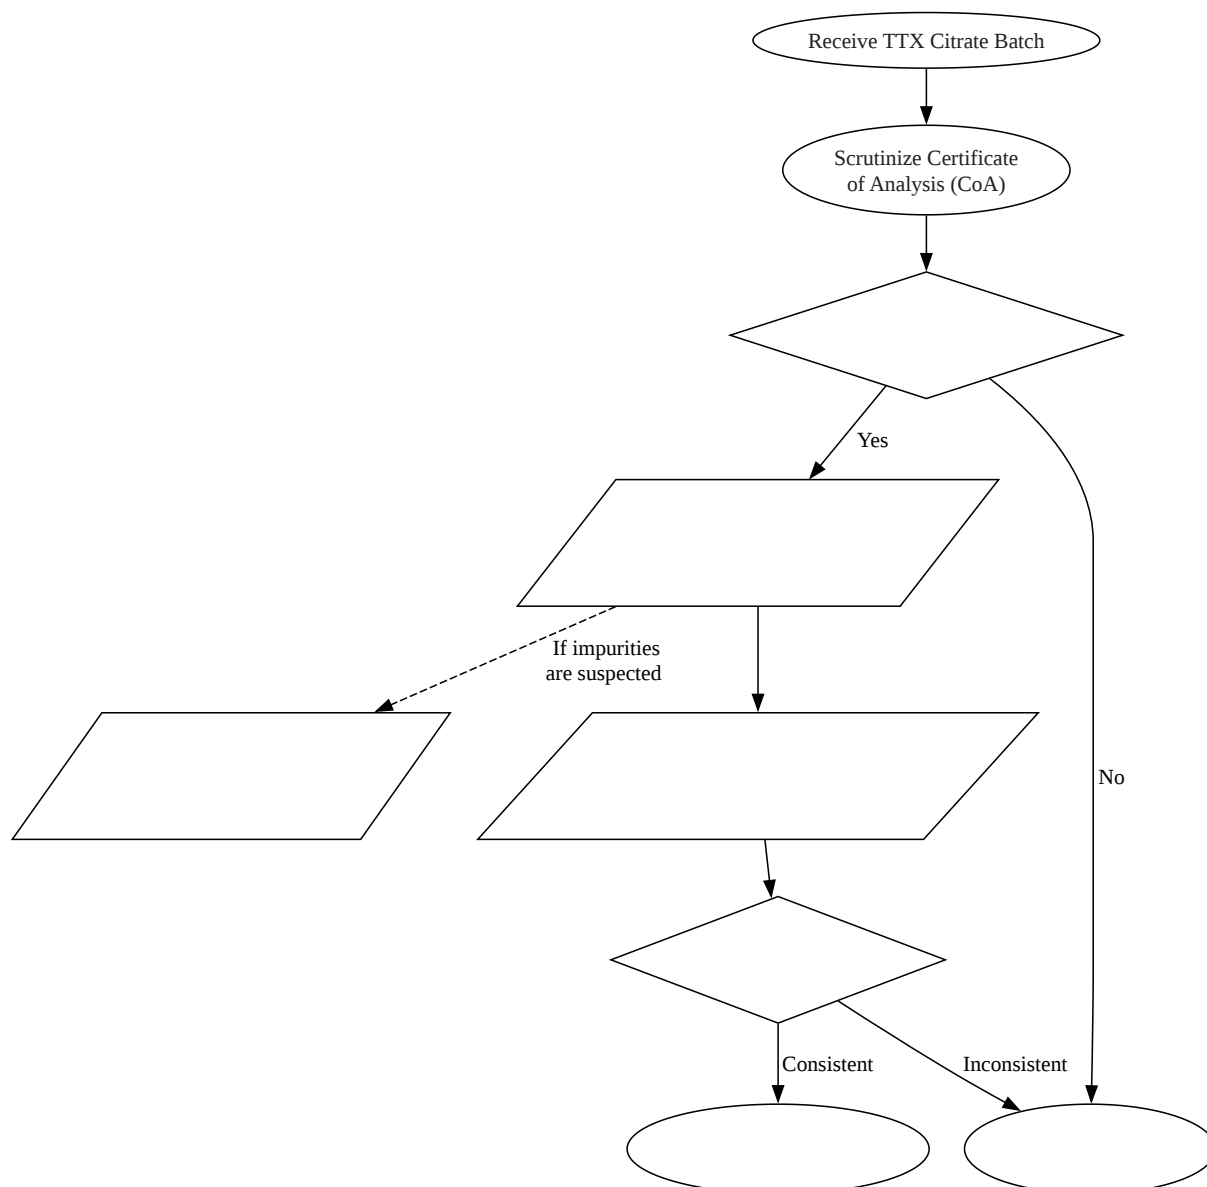 Receive TTX Citrate Batch
Scrutinize Certificate
of Analysis (CoA)
Yes
If impurities
are suspected
No
Consistent
Inconsistent